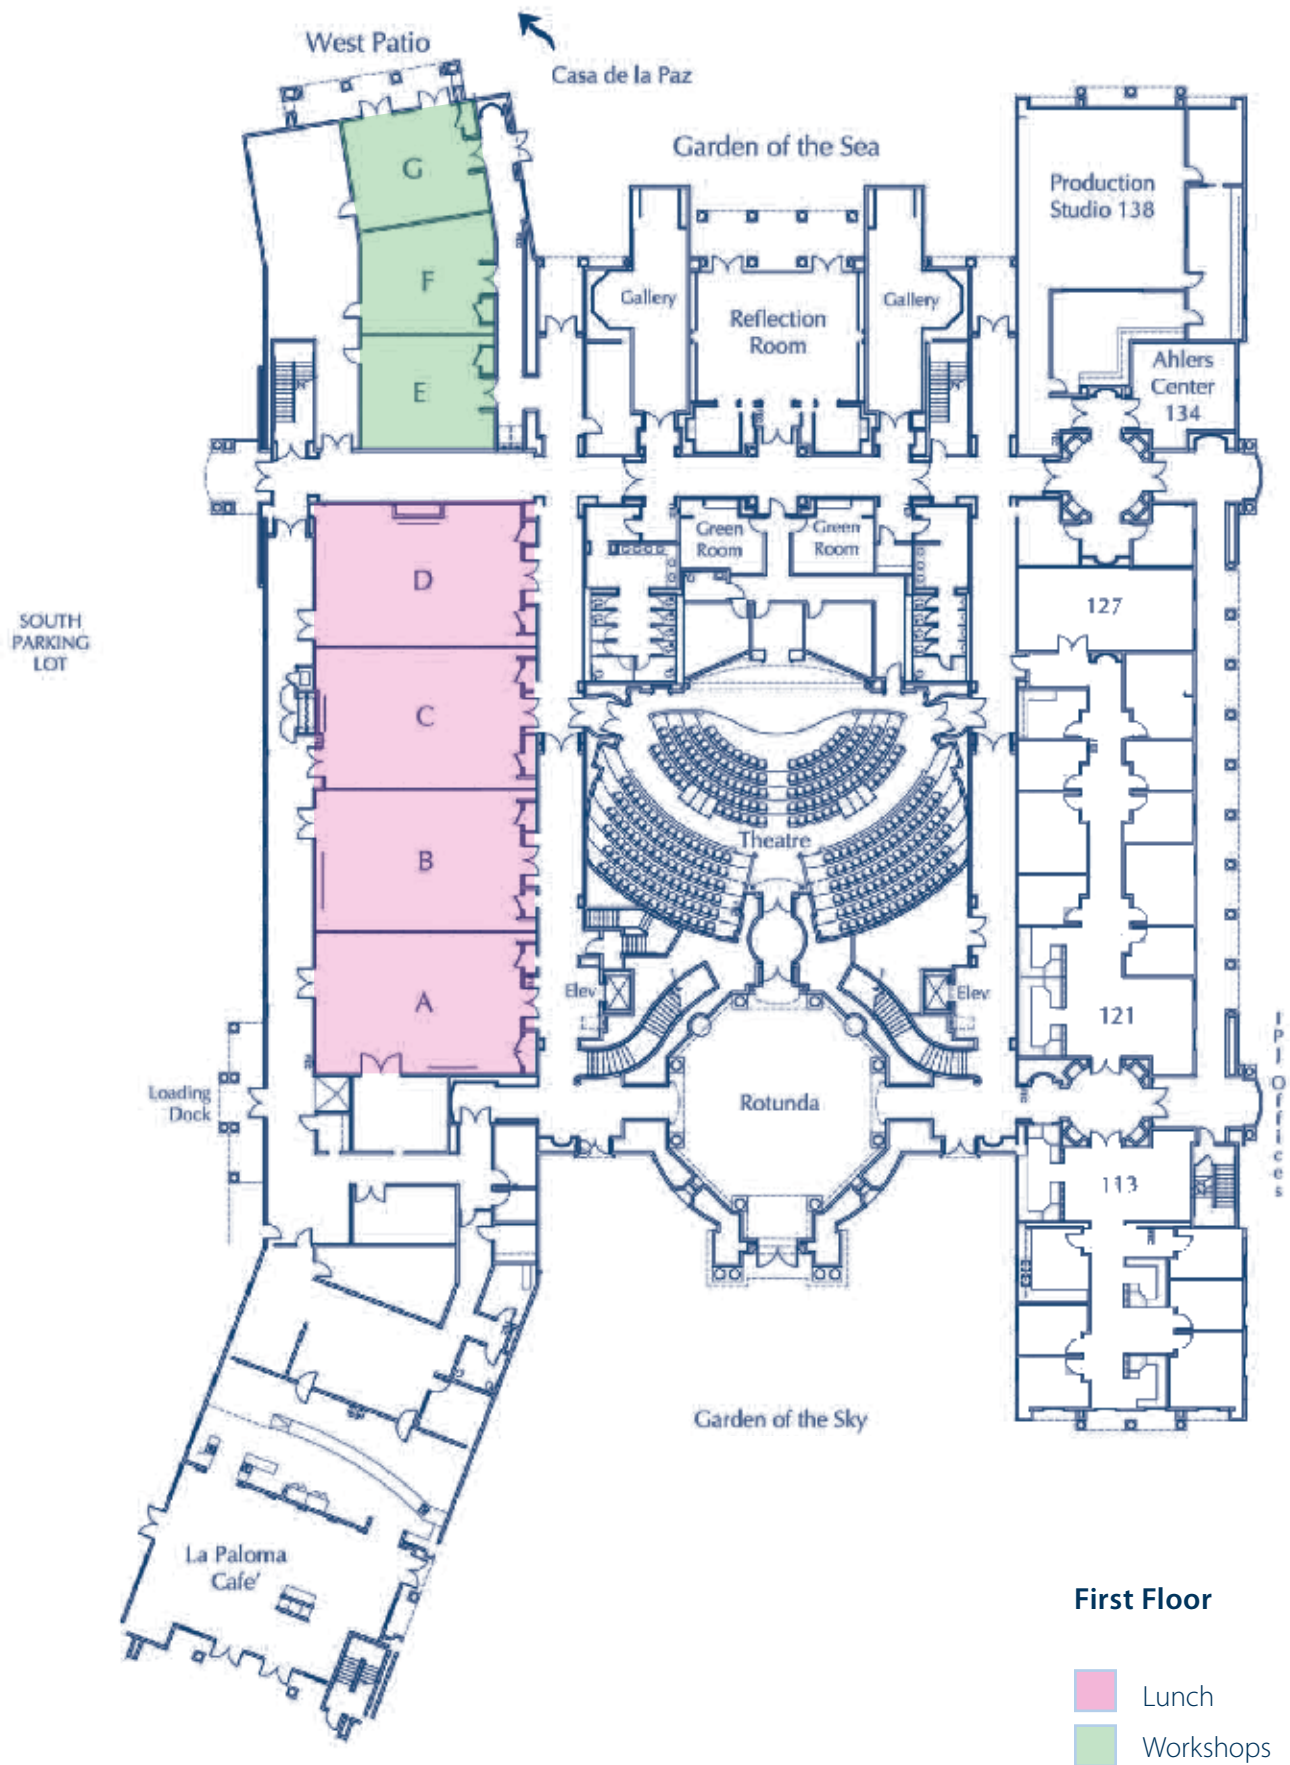 West Patio
Casa de la Paz
Garden of the Sea
G
F
E
Gallery
Reflection
Room
Gallery
Production
Studio 138
Ahlers
Center
134
Green
Room
Green
Room
D
C
B
A
SOUTH
PARKING
LOT
127
Theatre
Elev
Elev
121
IPJ Offices
Loading
Dock
Rotunda
113
Garden of the Sky
La Paloma
Cafe'
First Floor
Lunch
Workshops